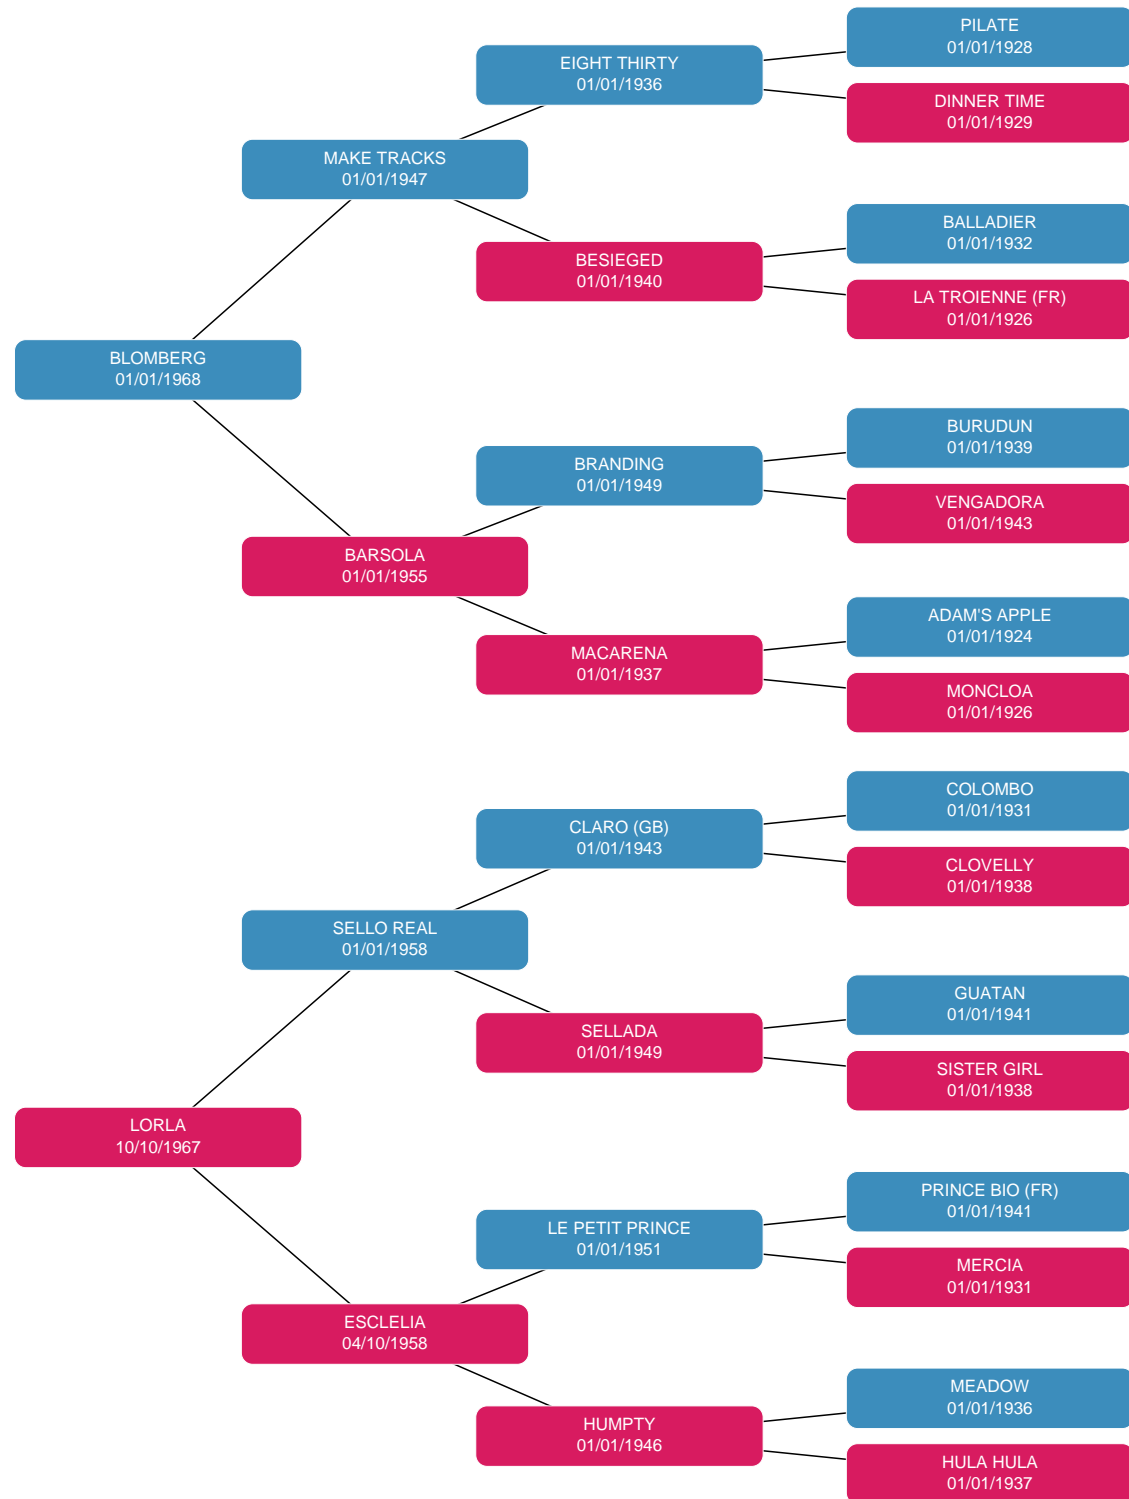 PILATE
01/01/1928
EIGHT THIRTY
01/01/1936
DINNER TIME
01/01/1929
MAKE TRACKS
01/01/1947
BALLADIER
01/01/1932
BESIEGED
01/01/1940
LA TROIENNE (FR)
01/01/1926
BLOMBERG
01/01/1968
BURUDUN
01/01/1939
BRANDING
01/01/1949
VENGADORA
01/01/1943
BARSOLA
01/01/1955
ADAM'S APPLE
01/01/1924
MACARENA
01/01/1937
MONCLOA
01/01/1926
COLOMBO
01/01/1931
CLARO (GB)
01/01/1943
CLOVELLY
01/01/1938
SELLO REAL
01/01/1958
GUATAN
01/01/1941
SELLADA
01/01/1949
SISTER GIRL
01/01/1938
LORLA
10/10/1967
PRINCE BIO (FR)
01/01/1941
LE PETIT PRINCE
01/01/1951
MERCIA
01/01/1931
ESCLELIA
04/10/1958
MEADOW
01/01/1936
HUMPTY
01/01/1946
HULA HULA
01/01/1937